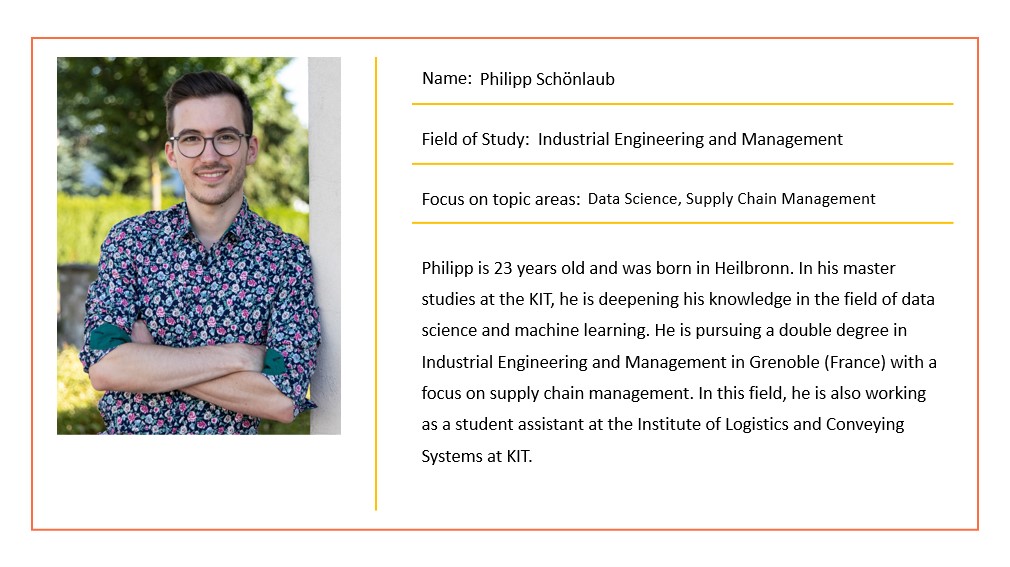 Name: Philipp Schönlaub
Field of Study: Industrial Engineering and Management
Focus on topic areas: Data Science, Supply Chain Management
Philipp is 23 years old and was born in Heilbronn. In his master
studies at the KIT, he is deepening his knowledge in the field of data
science and machine learning. He is pursuing a double degree in
Industrial Engineering and Management in Grenoble (France) with a
focus on supply chain management. In this field, he is also working
as a student assistant at the Institute of Logistics and Conveying
Systems at KIT.